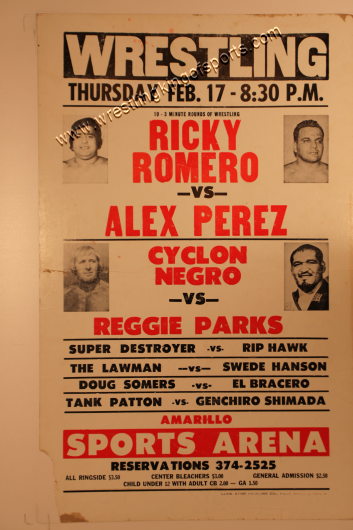 WRESTLING
www.wrestlingkingersports.com
THURSDAY FEB. 17 - 8:30 P.M.
10 - 3 MINUTE ROUNDS OF WRESTLING
RICKY
ROMERO
—VS—
ALEX PEREZ
CYCLON
NEGRO
—VS—
REGGIE PARKS
SUPER DESTROYER -VS- RIP HAWK
THE LAWMAN --VS-- SWEDE HANSON
DOUG SOMERS -VS- EL BRACERO
TANK PATTON -VS- GENCHIRO SHIMADA
AMARILLO
SPORTS ARENA
RESERVATIONS 374-2525
ALL RINGSIDE $3.50 CENTER BLEACHERS $3.00 GENERAL ADMISSION $2.50
CHILD UNDER 12 WITH ADULT CB 2.00 — GA 1.50